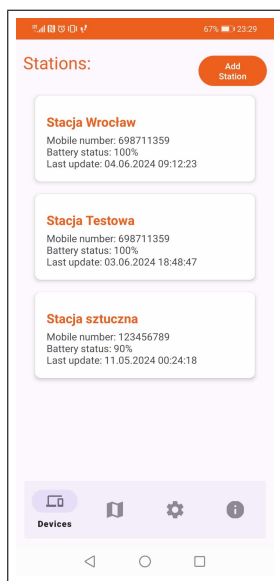 67% 23:29
Stations:
Add
Station
Stacja Wrocław
Mobile number: 698711359
Battery status: 100%
Last update: 04.06.2024 09:12:23
Stacja Testowa
Mobile number: 698711359
Battery status: 100%
Last update: 03.06.2024 18:48:47
Stacja sztuczna
Mobile number: 123456789
Battery status: 90%
Last update: 11.05.2024 00:24:18
Devices